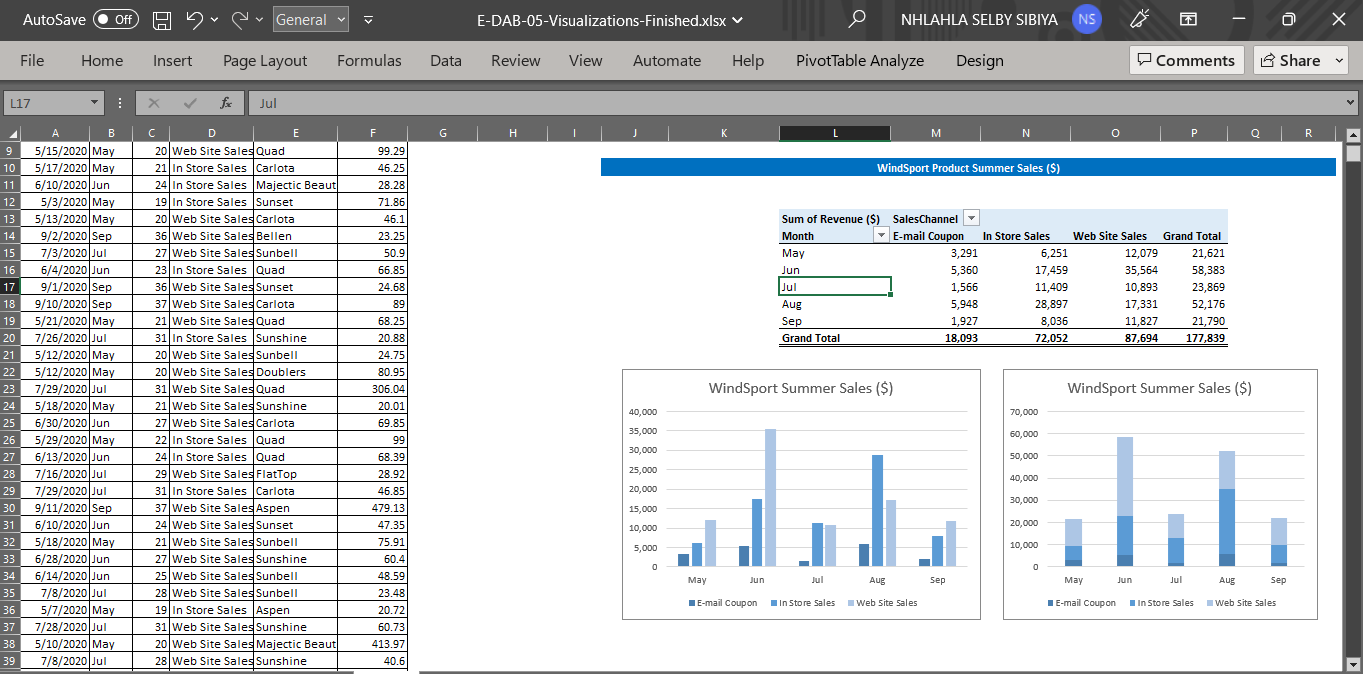 AutoSave Off General E-DAB-05-Visualizations-Finished.xlsx NHLAHLA SELBY SIBIYA NS
File Home Insert Page Layout Formulas Data Review View Automate Help PivotTable Analyze Design Comments Share
L17 fx Jul
A B C D E F G H I J K L M N O P Q R
9 5/15/2020 May 20 Web Site Sales Quad 99.29
10 5/17/2020 May 21 In Store Sales Carlota 46.25
11 6/10/2020 Jun 24 In Store Sales Majectic Beaut 28.28
12 5/3/2020 May 19 In Store Sales Sunset 71.86
13 5/13/2020 May 20 Web Site Sales Carlota 46.1
14 9/2/2020 Sep 36 Web Site Sales Bellen 23.25
15 7/3/2020 Jul 27 Web Site Sales Sunbell 50.9
16 6/4/2020 Jun 23 In Store Sales Quad 66.85
17 9/1/2020 Sep 36 Web Site Sales Sunset 24.68
18 9/10/2020 Sep 37 Web Site Sales Carlota 89
19 5/21/2020 May 21 Web Site Sales Quad 68.25
20 7/26/2020 Jul 31 In Store Sales Sunshine 20.88
21 5/12/2020 May 20 Web Site Sales Sunbell 24.75
22 5/12/2020 May 20 Web Site Sales Doublers 80.95
23 7/29/2020 Jul 31 Web Site Sales Quad 306.04
24 5/18/2020 May 21 Web Site Sales Sunshine 20.01
25 6/30/2020 Jun 27 Web Site Sales Carlota 69.85
26 5/29/2020 May 22 In Store Sales Quad 99
27 6/13/2020 Jun 24 In Store Sales Quad 68.39
28 7/16/2020 Jul 29 Web Site Sales FlatTop 28.92
29 7/29/2020 Jul 31 In Store Sales Carlota 46.85
30 9/11/2020 Sep 37 Web Site Sales Aspen 479.13
31 6/10/2020 Jun 24 Web Site Sales Sunset 47.35
32 5/18/2020 May 21 Web Site Sales Sunbell 75.91
33 6/28/2020 Jun 27 Web Site Sales Sunshine 60.4
34 6/14/2020 Jun 25 Web Site Sales Sunbell 48.59
35 7/8/2020 Jul 28 Web Site Sales Sunbell 23.48
36 5/7/2020 May 19 In Store Sales Aspen 20.72
37 7/28/2020 Jul 31 Web Site Sales Sunshine 60.73
38 5/10/2020 May 20 Web Site Sales Majectic Beaut 413.97
39 7/8/2020 Jul 28 Web Site Sales Sunshine 40.6
WindSport Product Summer Sales ($)
Sum of Revenue ($) SalesChannel
Month E-mail Coupon In Store Sales Web Site Sales Grand Total
May 3,291 6,251 12,079 21,621
Jun 5,360 17,459 35,564 58,383
Jul 1,566 11,409 10,893 23,869
Aug 5,948 28,897 17,331 52,176
Sep 1,927 8,036 11,827 21,790
Grand Total 18,093 72,052 87,694 177,839
WindSport Summer Sales ($)
40,000
35,000
30,000
25,000
20,000
15,000
10,000
5,000
0
May Jun Jul Aug Sep
E-mail Coupon In Store Sales Web Site Sales
WindSport Summer Sales ($)
70,000
60,000
50,000
40,000
30,000
20,000
10,000
0
May Jun Jul Aug Sep
E-mail Coupon In Store Sales Web Site Sales